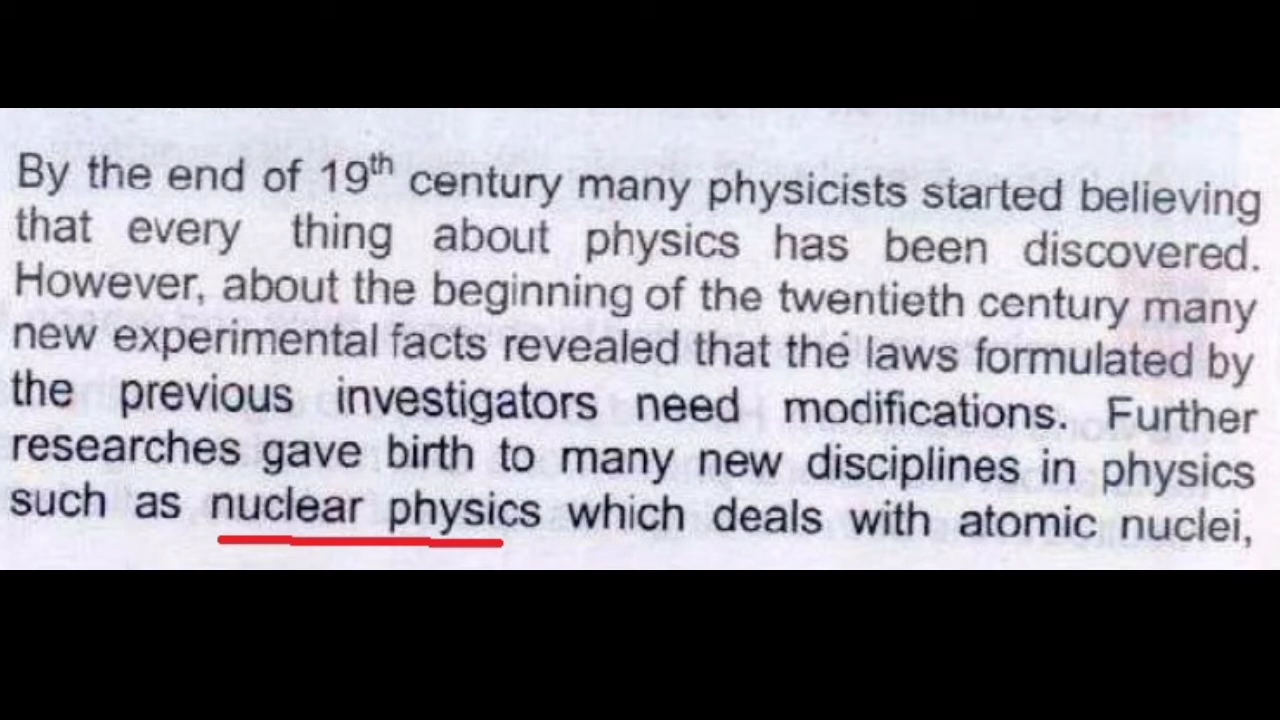 By the end of 19th century many physicists started believing
that every thing about physics has been discovered.
However, about the beginning of the twentieth century many
new experimental facts revealed that the laws formulated by
the previous investigators need modifications. Further
researches gave birth to many new disciplines in physics
such as nuclear physics which deals with atomic nuclei,